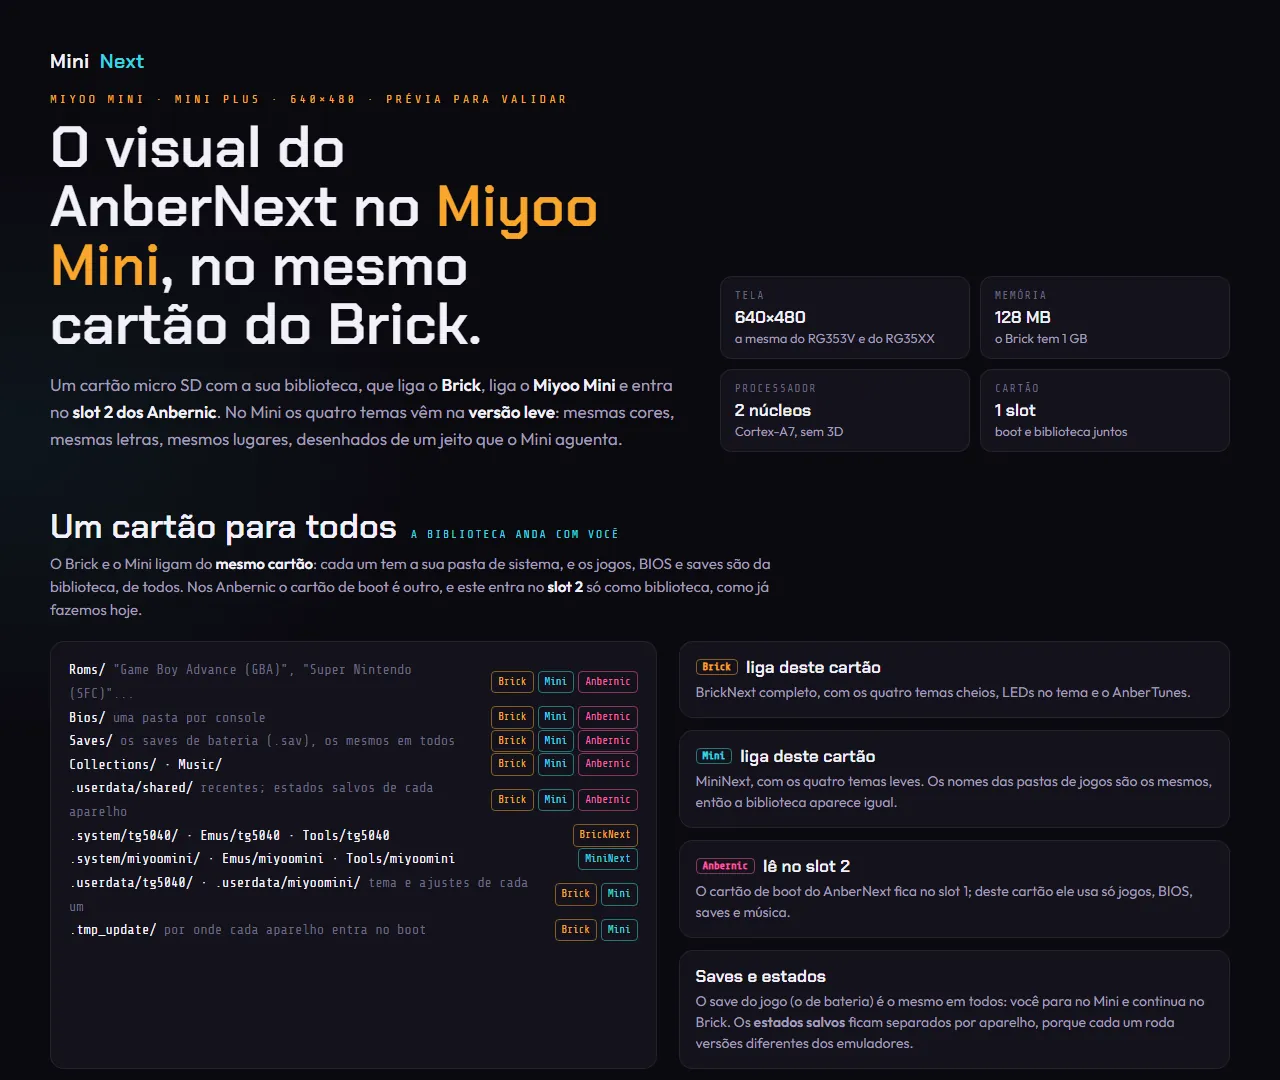 Mini Next
MIYOO MINI · MINI PLUS · 640×480 · PRÉVIA PARA VALIDAR
O visual do
AnberNext no Miyoo
Mini, no mesmo
cartão do Brick.
Um cartão micro SD com a sua biblioteca, que liga o Brick, liga o Miyoo Mini e entra
no slot 2 dos Anbernic. No Mini os quatro temas vêm na versão leve: mesmas cores,
mesmas letras, mesmos lugares, desenhados de um jeito que o Mini aguenta.
TELA
640×480
a mesma do RG353V e do RG35XX
MEMÓRIA
128 MB
o Brick tem 1 GB
PROCESSADOR
2 núcleos
Cortex-A7, sem 3D
CARTÃO
1 slot
boot e biblioteca juntos
Um cartão para todos A BIBLIOTECA ANDA COM VOCÊ
O Brick e o Mini ligam do mesmo cartão: cada um tem a sua pasta de sistema, e os jogos, BIOS e saves são da
biblioteca, de todos. Nos Anbernic o cartão de boot é outro, e este entra no slot 2 só como biblioteca, como já
fazemos hoje.
Roms/ "Game Boy Advance (GBA)", "Super Nintendo
(SFC)"... Brick Mini Anbernic
Bios/ uma pasta por console Brick Mini Anbernic
Saves/ os saves de bateria (.sav), os mesmos em todos Brick Mini Anbernic
Collections/ · Music/ Brick Mini Anbernic
.userdata/shared/ recentes; estados salvos de cada
aparelho Brick Mini Anbernic
.system/tg5040/ · Emus/tg5040 · Tools/tg5040 BrickNext
.system/miyoomini/ · Emus/miyoomini · Tools/miyoomini MiniNext
.userdata/tg5040/ · .userdata/miyoomini/ tema e ajustes de cada
um Brick Mini
.tmp_update/ por onde cada aparelho entra no boot Brick Mini
Brick liga deste cartão
BrickNext completo, com os quatro temas cheios, LEDs no tema e o AnberTunes.
Mini liga deste cartão
MiniNext, com os quatro temas leves. Os nomes das pastas de jogos são os mesmos,
então a biblioteca aparece igual.
Anbernic lê no slot 2
O cartão de boot do AnberNext fica no slot 1; deste cartão ele usa só jogos, BIOS,
saves e música.
Saves e estados
O save do jogo (o de bateria) é o mesmo em todos: você para no Mini e continua no
Brick. Os estados salvos ficam separados por aparelho, porque cada um roda
versões diferentes dos emuladores.